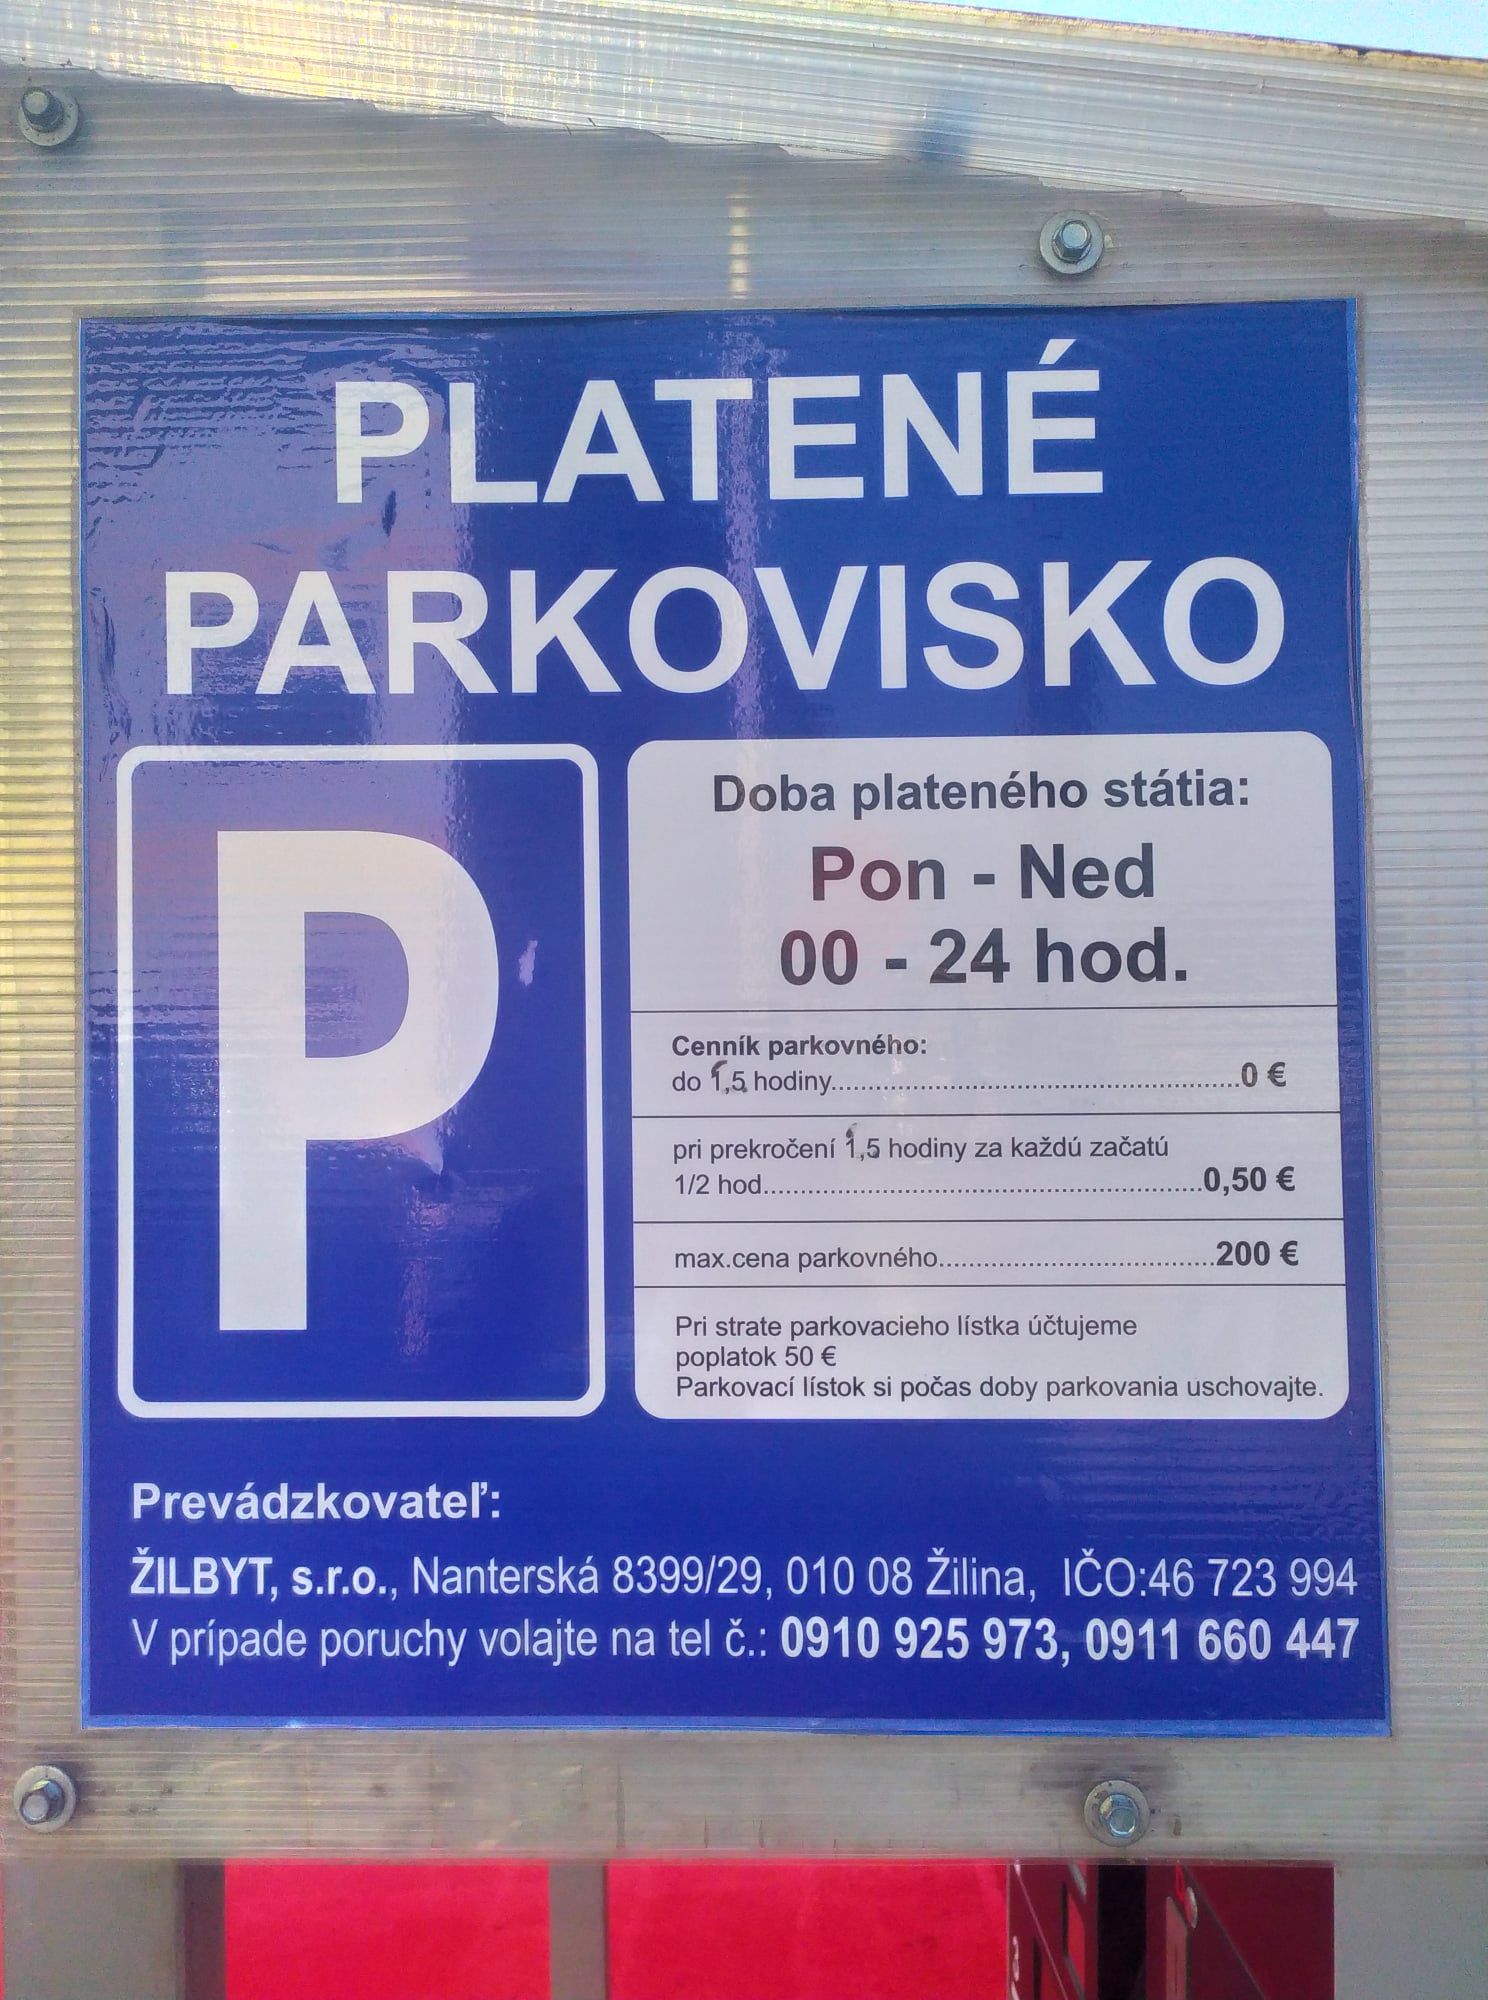 PLATENÉ
PARKOVISKO
P
Doba plateného státia:
Pon - Ned
00 - 24 hod.
Cenník parkovného:
do 1,5 hodiny.......................................................0 €
pri prekročení 1,5 hodiny za každú začatú
1/2 hod..........................................................0,50 €
max.cena parkovného.....................................200 €
Pri strate parkovacieho lístka účtujeme
poplatok 50 €
Parkovací lístok si počas doby parkovania uschovajte.
Prevádzkovateľ:
ŽILBYT, s.r.o., Nanterská 8399/29, 010 08 Žilina, IČO:46 723 994
V prípade poruchy volajte na tel č.: 0910 925 973, 0911 660 447